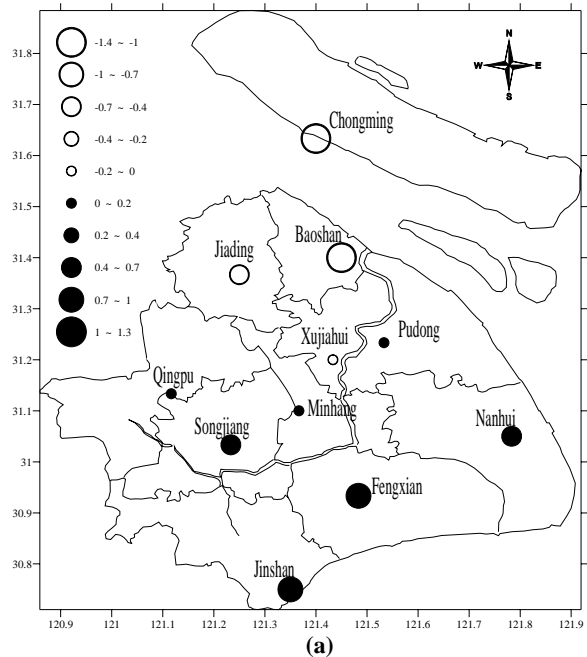 31.8
31.7
31.6
31.5
31.4
31.3
31.2
31.1
31
30.9
30.8
-1.4 ~ -1
-1 ~ -0.7
-0.7 ~ -0.4
-0.4 ~ -0.2
-0.2 ~ 0
0 ~ 0.2
0.2 ~ 0.4
0.4 ~ 0.7
0.7 ~ 1
1 ~ 1.3
N
W E
S
Chongming
Baoshan
Jiading
Xujiahui
Pudong
Qingpu
Minhang
Songjiang
Nanhui
Fengxian
Jinshan
120.9 121 121.1 121.2 121.3 121.4 121.5 121.6 121.7 121.8 121.9
(a)